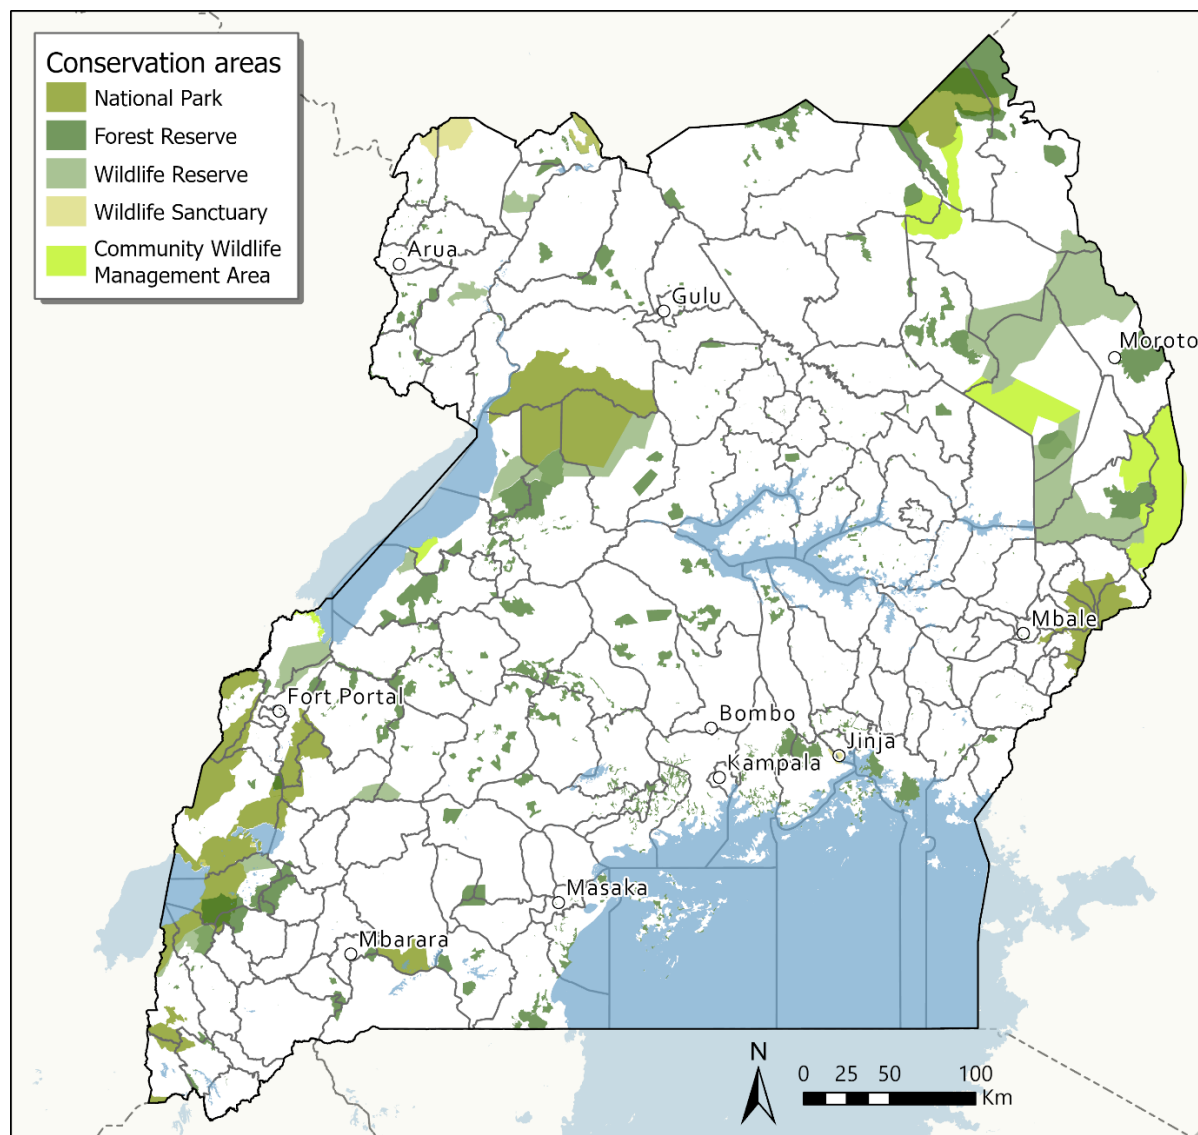 Conservation areas
National Park
Forest Reserve
Wildlife Reserve
Wildlife Sanctuary
Community Wildlife
Management Area
Arua
Gulu
Moroto
Mbale
Fort Portal
Bombo
Jinja
Kampala
Masaka
Mbarara
N
0 25 50 100
Km